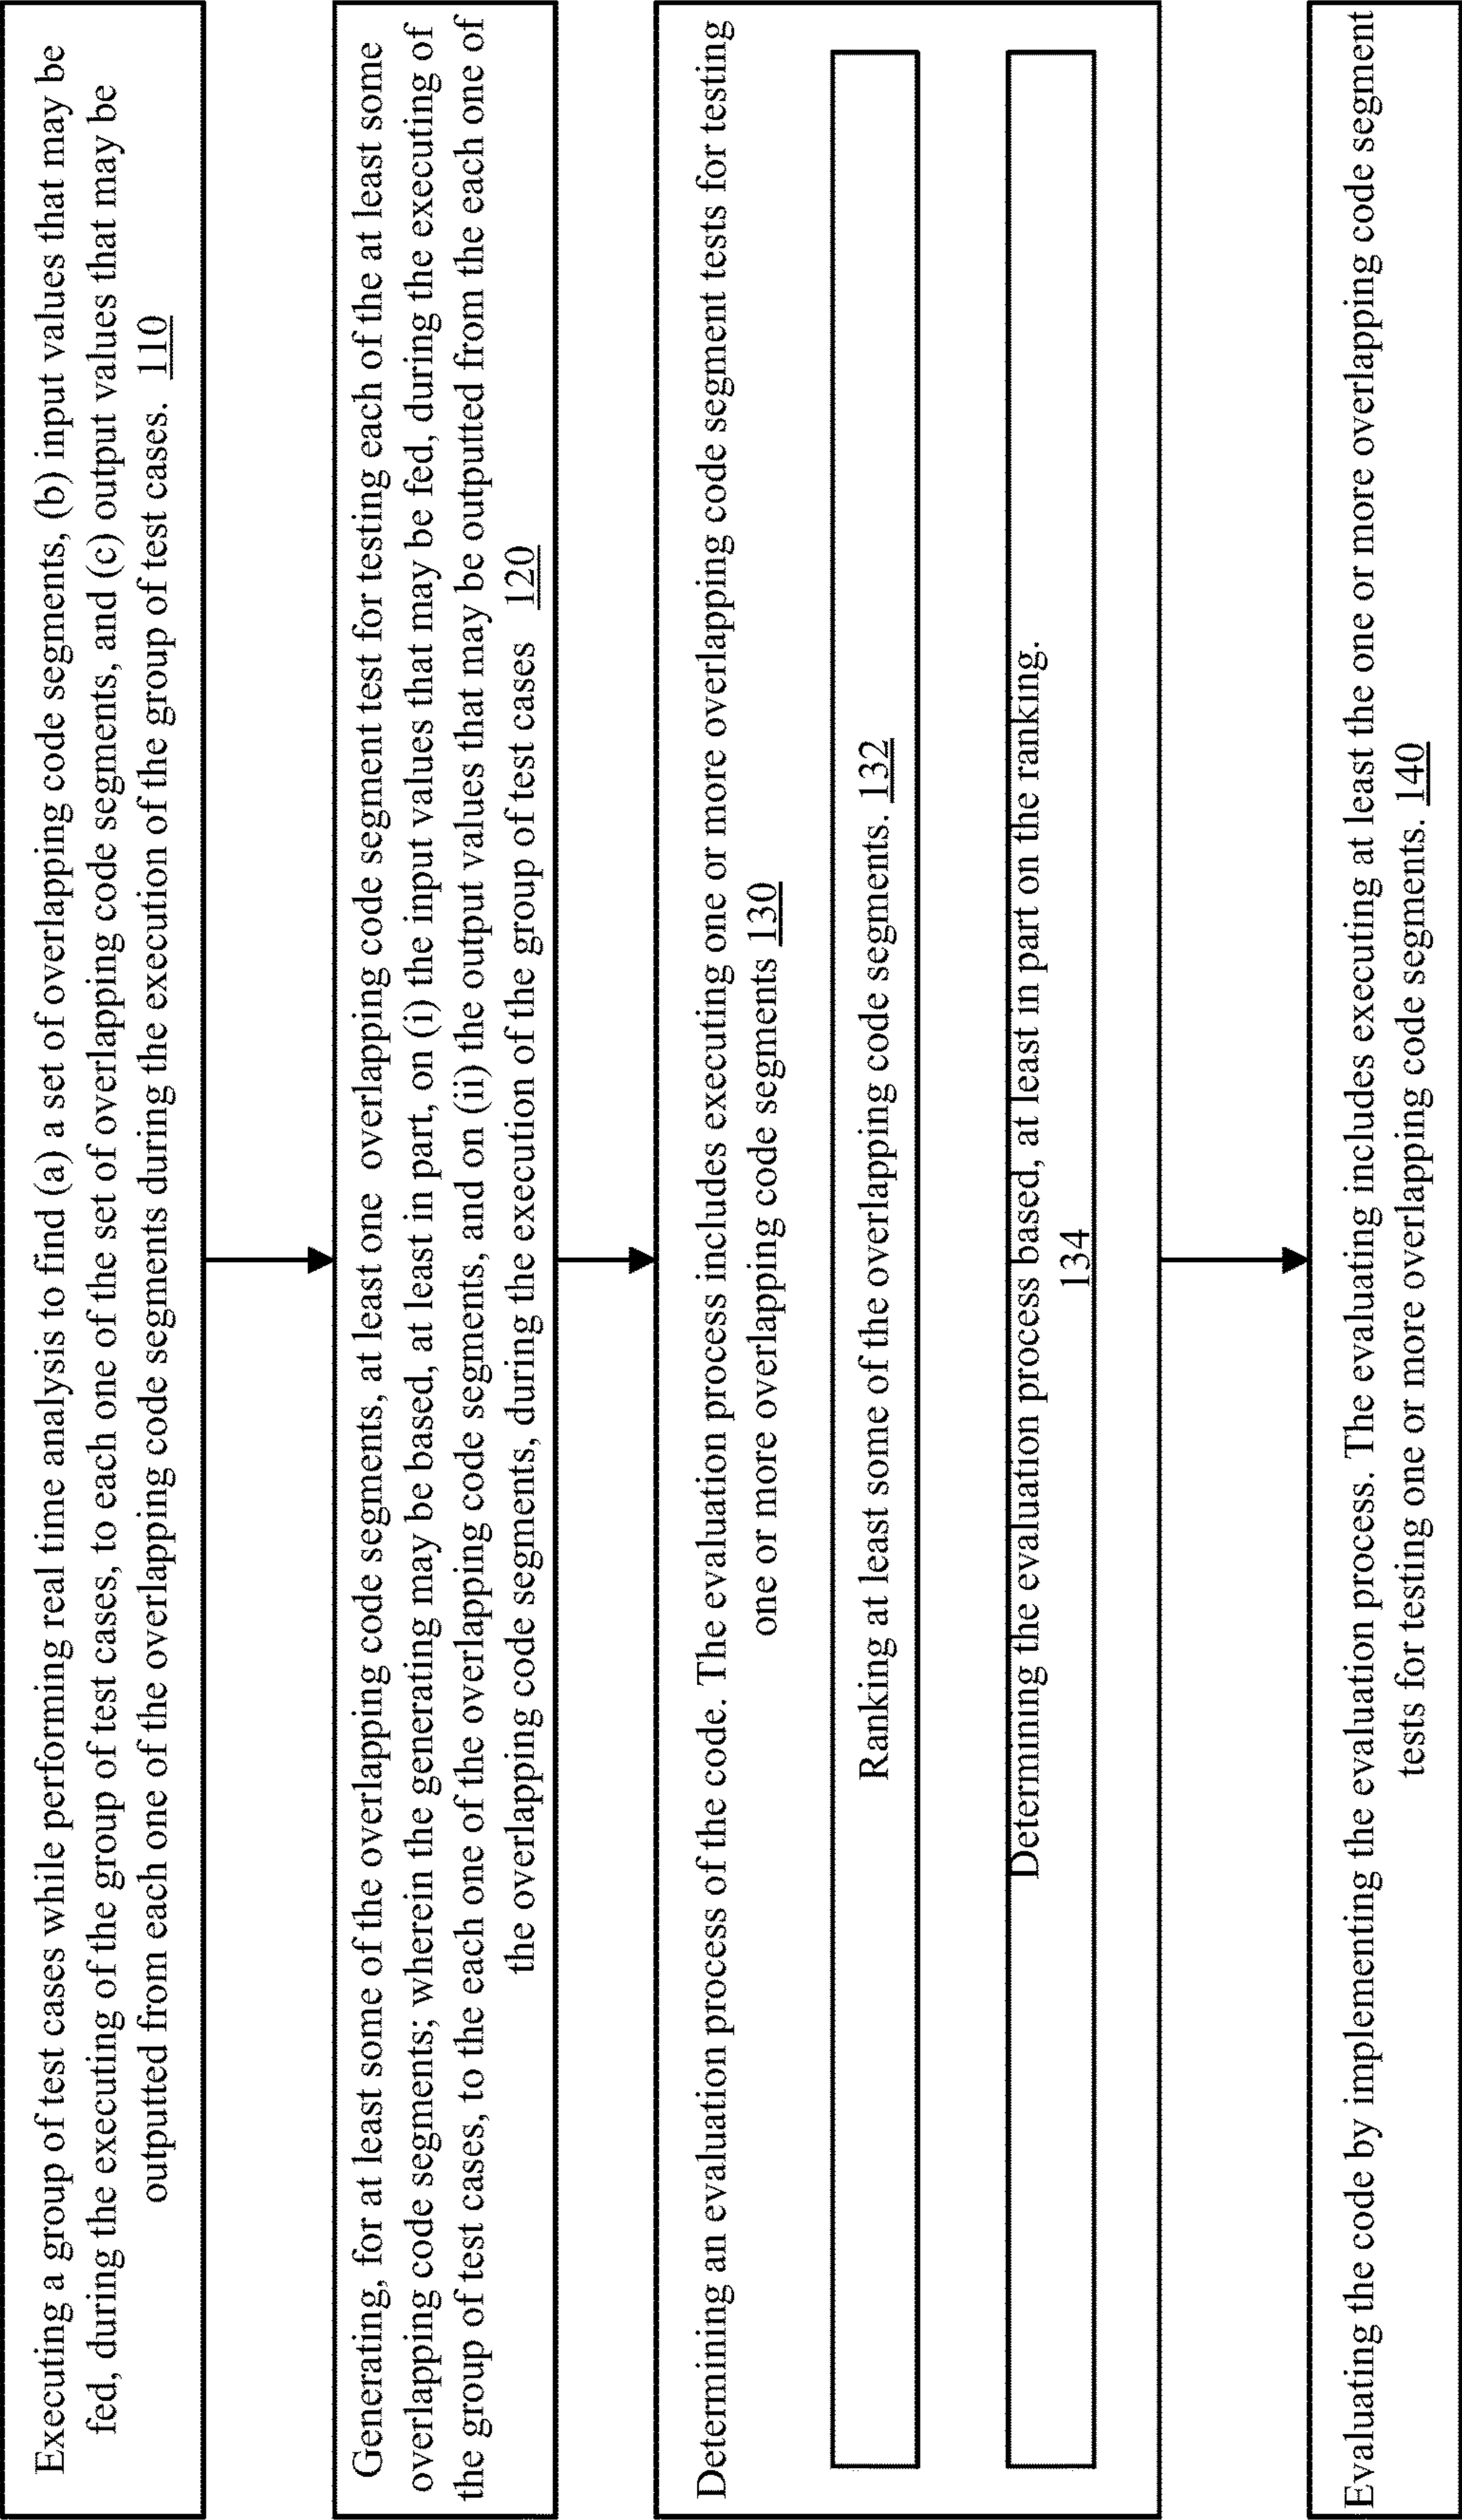 Executing a group of test cases while performing real time analysis to find (a) a set of overlapping code segments, (b) input values that may be
fed, during the executing of the group of test cases, to each one of the set of overlapping code segments, and (c) output values that may be
outputted from each one of the overlapping code segments during the execution of the group of test cases. 110
Generating, for at least some of the overlapping code segments, at least one overlapping code segment test for testing each of the at least some
overlapping code segments; wherein the generating may be based, at least in part, on (i) the input values that may be fed, during the executing of
the group of test cases, to the each one of the overlapping code segments, and on (ii) the output values that may be outputted from the each one of
the overlapping code segments, during the execution of the group of test cases 120
Determining an evaluation process of the code. The evaluation process includes executing one or more overlapping code segment tests for testing
one or more overlapping code segments 130
Ranking at least some of the overlapping code segments. 132
Determining the evaluation process based, at least in part on the ranking.
134
Evaluating the code by implementing the evaluation process. The evaluating includes executing at least the one or more overlapping code segment
tests for testing one or more overlapping code segments. 140